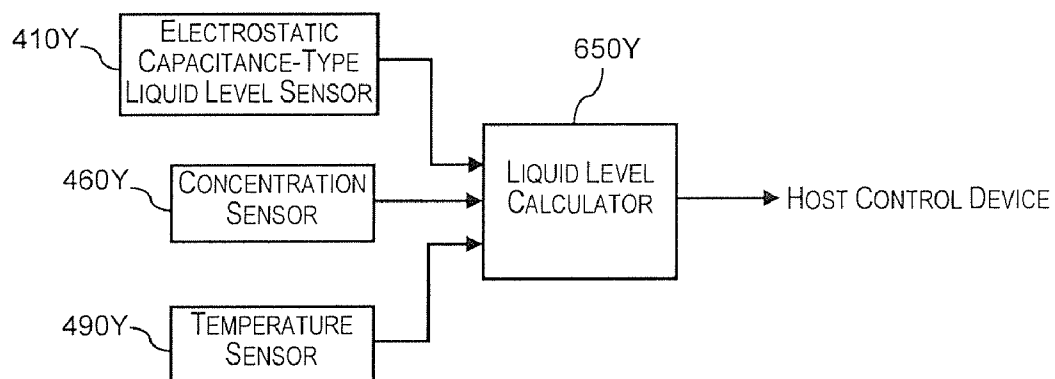 410Y
ELECTROSTATIC
CAPACITANCE-TYPE
LIQUID LEVEL SENSOR
650Y
460Y
CONCENTRATION
SENSOR
LIQUID LEVEL
CALCULATOR
HOST CONTROL DEVICE
490Y
TEMPERATURE
SENSOR